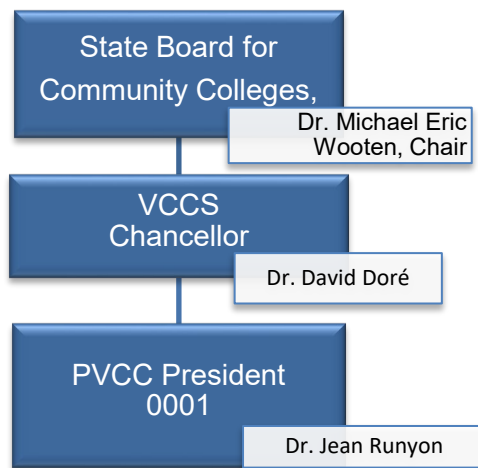 State Board for
Community Colleges,
Dr. Michael Eric
Wooten, Chair
VCCS
Chancellor
Dr. David Doré
PVCC President
0001
Dr. Jean Runyon